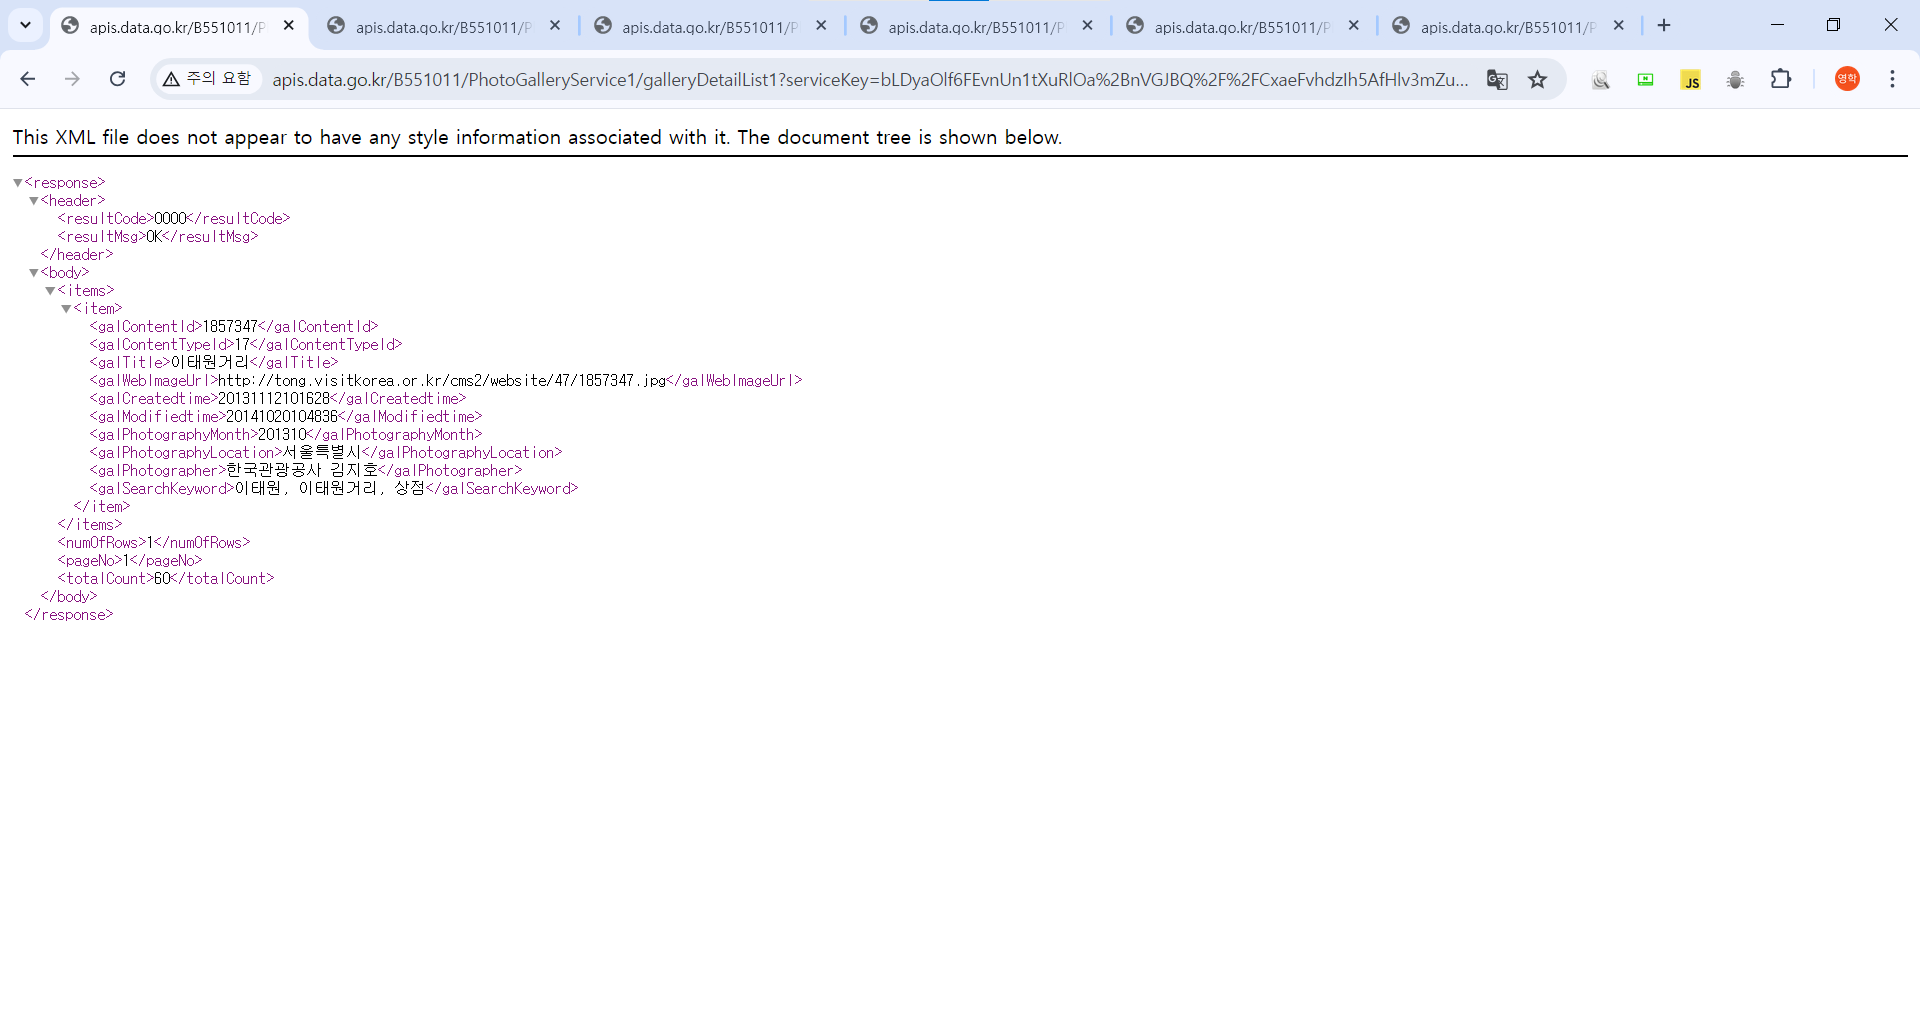 apis.data.go.kr/B551011/P
apis.data.go.kr/B551011/P
apis.data.go.kr/B551011/P
apis.data.go.kr/B551011/P
apis.data.go.kr/B551011/P
apis.data.go.kr/B551011/P
주의 요함
apis.data.go.kr/B551011/PhotoGalleryService1/galleryDetailList1?serviceKey=bLDyaOlf6FEvnUn1tXuRlOa%2BnVGJBQ%2F%2FCxaeFvhdzIh5AfHlv3mZu...
JS
영학
This XML file does not appear to have any style information associated with it. The document tree is shown below.
<response>
<header>
<resultCode>0000</resultCode>
<resultMsg>OK</resultMsg>
</header>
<body>
<items>
<item>
<galContentId>1857347</galContentId>
<galContentTypeId>17</galContentTypeId>
<galTitle>이태원거리</galTitle>
<galWebImageUrl>http://tong.visitkorea.or.kr/cms2/website/47/1857347.jpg</galWebImageUrl>
<galCreatedtime>20131112101628</galCreatedtime>
<galModifiedtime>20141020104836</galModifiedtime>
<galPhotographyMonth>201310</galPhotographyMonth>
<galPhotographyLocation>서울특별시</galPhotographyLocation>
<galPhotographer>한국관광공사 김지호</galPhotographer>
<galSearchKeyword>이태원, 이태원거리, 상점</galSearchKeyword>
</item>
</items>
<numOfRows>1</numOfRows>
<pageNo>1</pageNo>
<totalCount>60</totalCount>
</body>
</response>